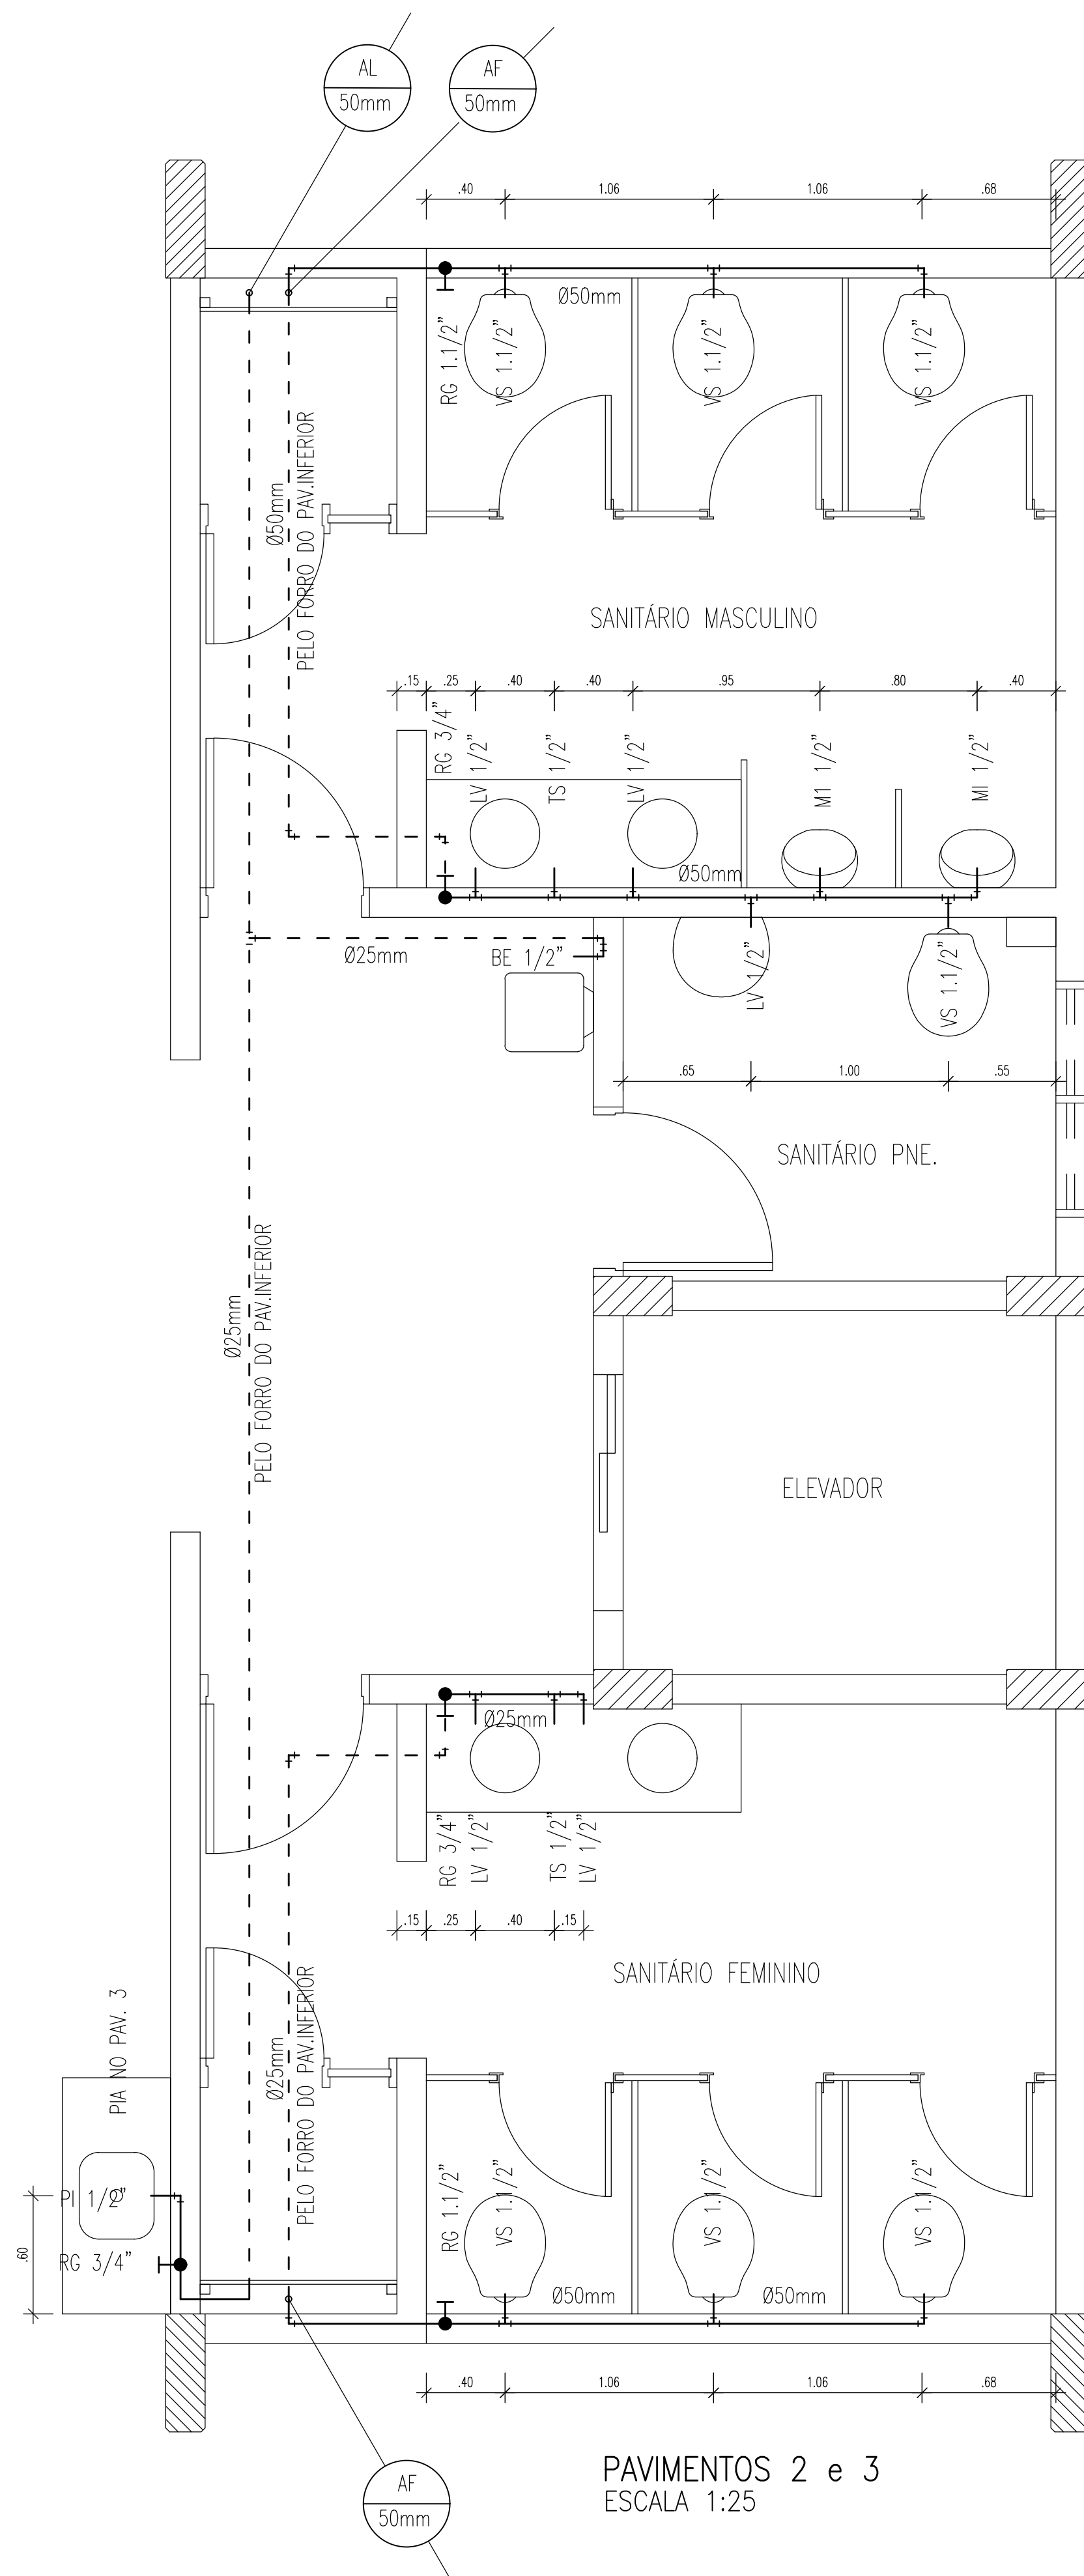 AL
50mm
AF
50mm
.40
1.06
1.06
.68
Ø50mm
RG 1.1/2"
VS 1.1/2"
VS 1.1/2"
VS 1.1/2"
Ø50mm
PELO FORRO DO PAV.INFERIOR
SANITÁRIO MASCULINO
.15
.25
.40
.40
.95
.80
.40
RG 3/4"
LV 1/2"
TS 1/2"
LV 1/2"
M1 1/2"
MI 1/2"
Ø50mm
Ø25mm
BE 1/2"
LV 1/2"
VS 1.1/2"
.65
1.00
.55
SANITÁRIO PNE.
Ø25mm
PELO FORRO DO PAV.INFERIOR
ELEVADOR
Ø25mm
RG 3/4"
LV 1/2"
TS 1/2"
LV 1/2"
.15
.25
.40
.15
SANITÁRIO FEMININO
PIA NO PAV. 3
Ø25mm
PELO FORRO DO PAV.INFERIOR
PI 1/2"
RG 3/4"
.60
RG 1.1/2"
VS 1.1/2"
VS 1.1/2"
VS 1.1/2"
Ø50mm
Ø50mm
.40
1.06
1.06
.68
AF
50mm
PAVIMENTOS 2 e 3
ESCALA 1:25